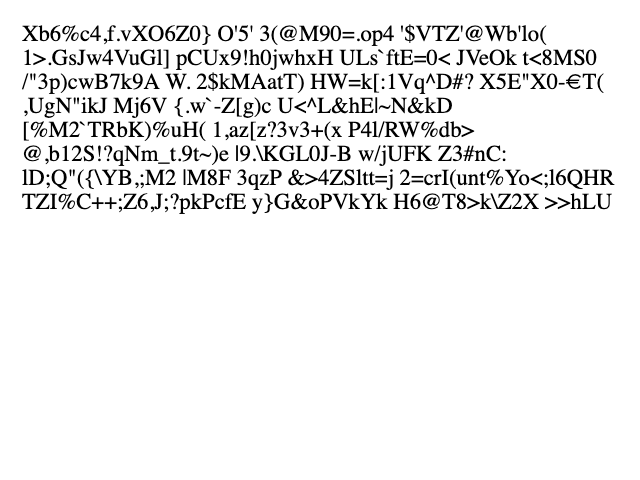 Xb6%c4,f.vXO6Z0} O'5' 3(@M90=.op4 '$VTZ'@Wb'lo(
1>.GsJw4VuGl] pCUx9!h0jwhxH ULs`ftE=0< JVeOk t<8MS0
/"3p)cwB7k9A W. 2$kMAatT) HW=k[:1Vq^D#? X5E"X0-€T(
,UgN"ikJ Mj6V {.w`-Z[g)c U<^L&hE|~N&kD
[%M2`TRbK)%uH( 1,az[z?3v3+(x P4l/RW%db>
@,b12S!?qNm_t.9t~)e |9.\KGL0J-B w/jUFK Z3#nC:
lD;Q"({\YB,;M2 |M8F 3qzP &>4ZSltt=j 2=crI(unt%Yo<;l6QHR
TZI%C++;Z6,J;?pkPcfE y}G&oPVkYk H6@T8>k\Z2X >>hLU